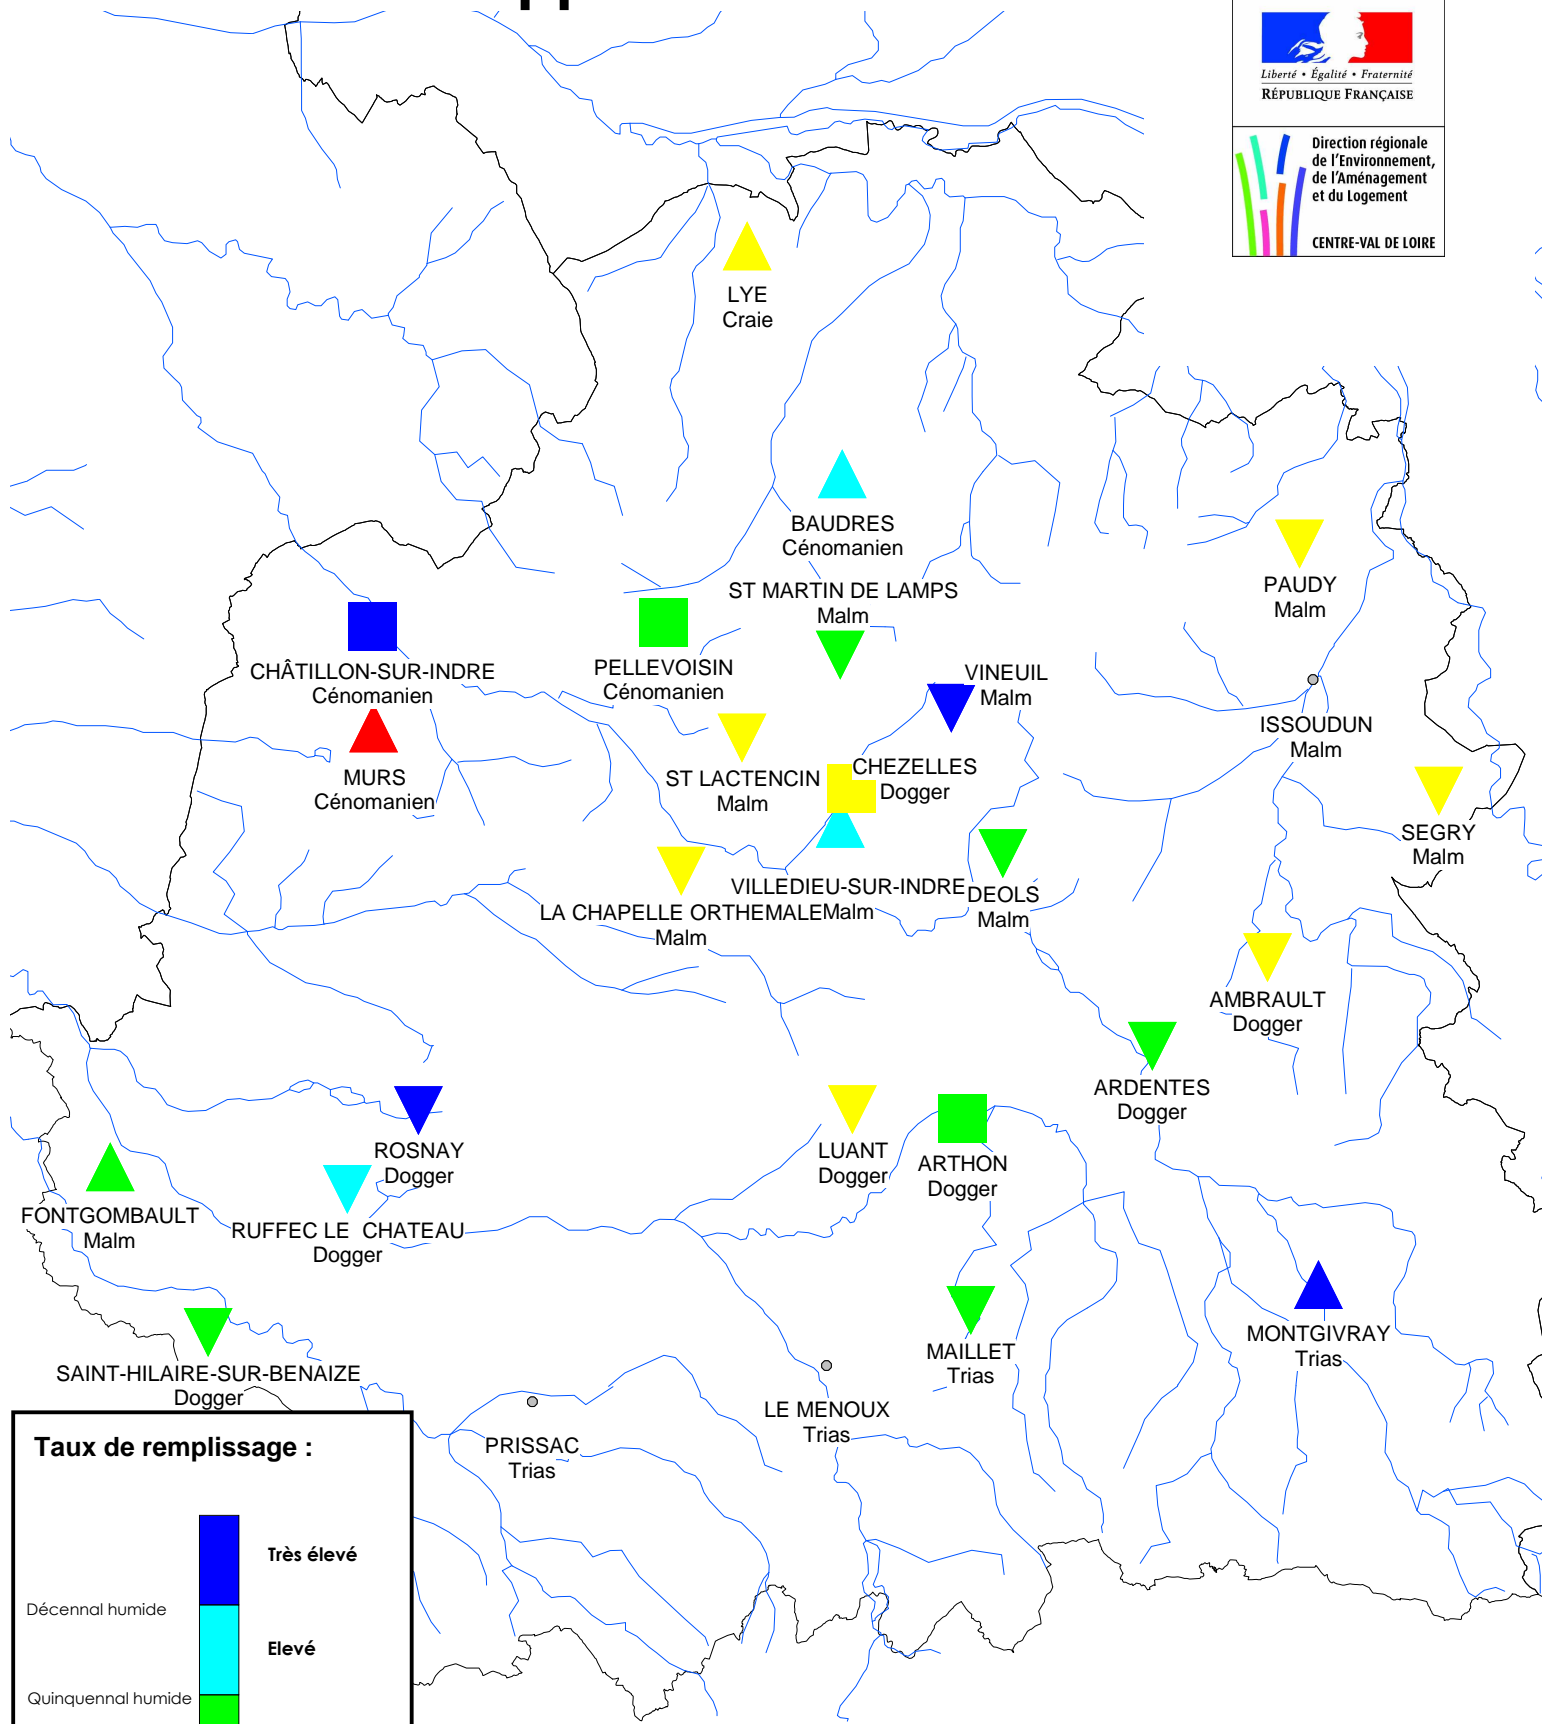 Liberté • Égalité • Fraternité
RÉPUBLIQUE FRANÇAISE
Direction régionale
de l'Environnement,
de l'Aménagement
et du Logement
CENTRE-VAL DE LOIRE
LYE
Craie
BAUDRES
Cénomanien
ST MARTIN DE LAMPS
Malm
PAUDY
Malm
CHÂTILLON-SUR-INDRE
Cénomanien
PELLEVOISIN
Cénomanien
VINEUIL
Malm
ISSOUDUN
Malm
MURS
Cénomanien
ST LACTENCIN
Malm
CHEZELLES
Dogger
SEGRY
Malm
VILLEDIEU-SUR-INDRE
Malm
DEOLS
Malm
LA CHAPELLE ORTHEMALE
Malm
AMBRAULT
Dogger
ARDENTES
Dogger
ROSNAY
Dogger
LUANT
Dogger
ARTHON
Dogger
FONTGOMBAULT
Malm
RUFFEC LE  CHATEAU
Dogger
MONTGIVRAY
Trias
MAILLET
Trias
SAINT-HILAIRE-SUR-BENAIZE
Dogger
LE MENOUX
Trias
PRISSAC
Trias
Taux de remplissage :
Très élevé
Décennal humide
Elevé
Quinquennal humide